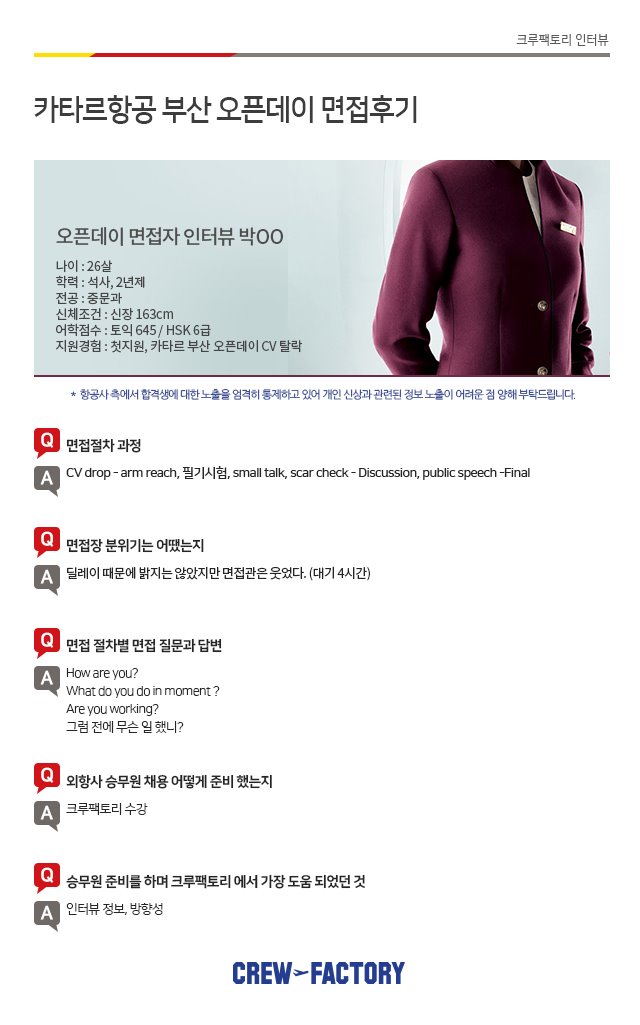 크루팩토리 인터뷰
카타르항공 부산 오픈데이 면접후기
오픈데이 면접자 인터뷰 박OO
나이 : 26살
학력 : 석사, 2년제
전공 : 중문과
신체조건 : 신장 163cm
어학점수 : 토익 645 / HSK 6급
지원경험 : 첫지원, 카타르 부산 오픈데이 CV 탈락
* 항공사 측에서 합격생에 대한 노출을 엄격히 통제하고 있어 개인 신상과 관련된 정보 노출이 어려운 점 양해 부탁드립니다.
Q 면접절차 과정
A CV drop - arm reach, 필기시험, small talk, scar check - Discussion, public speech -Final
Q 면접장 분위기는 어땠는지
A 딜레이 때문에 밝지는 않았지만 면접관은 웃었다. (대기 4시간)
Q 면접 절차별 면접 질문과 답변
A How are you?
What do you do in moment ?
Are you working?
그럼 전에 무슨 일 했니?
Q 외항사 승무원 채용 어떻게 준비 했는지
A 크루팩토리 수강
Q 승무원 준비를 하며 크루팩토리 에서 가장 도움 되었던 것
A 인터뷰 정보, 방향성
CREW FACTORY